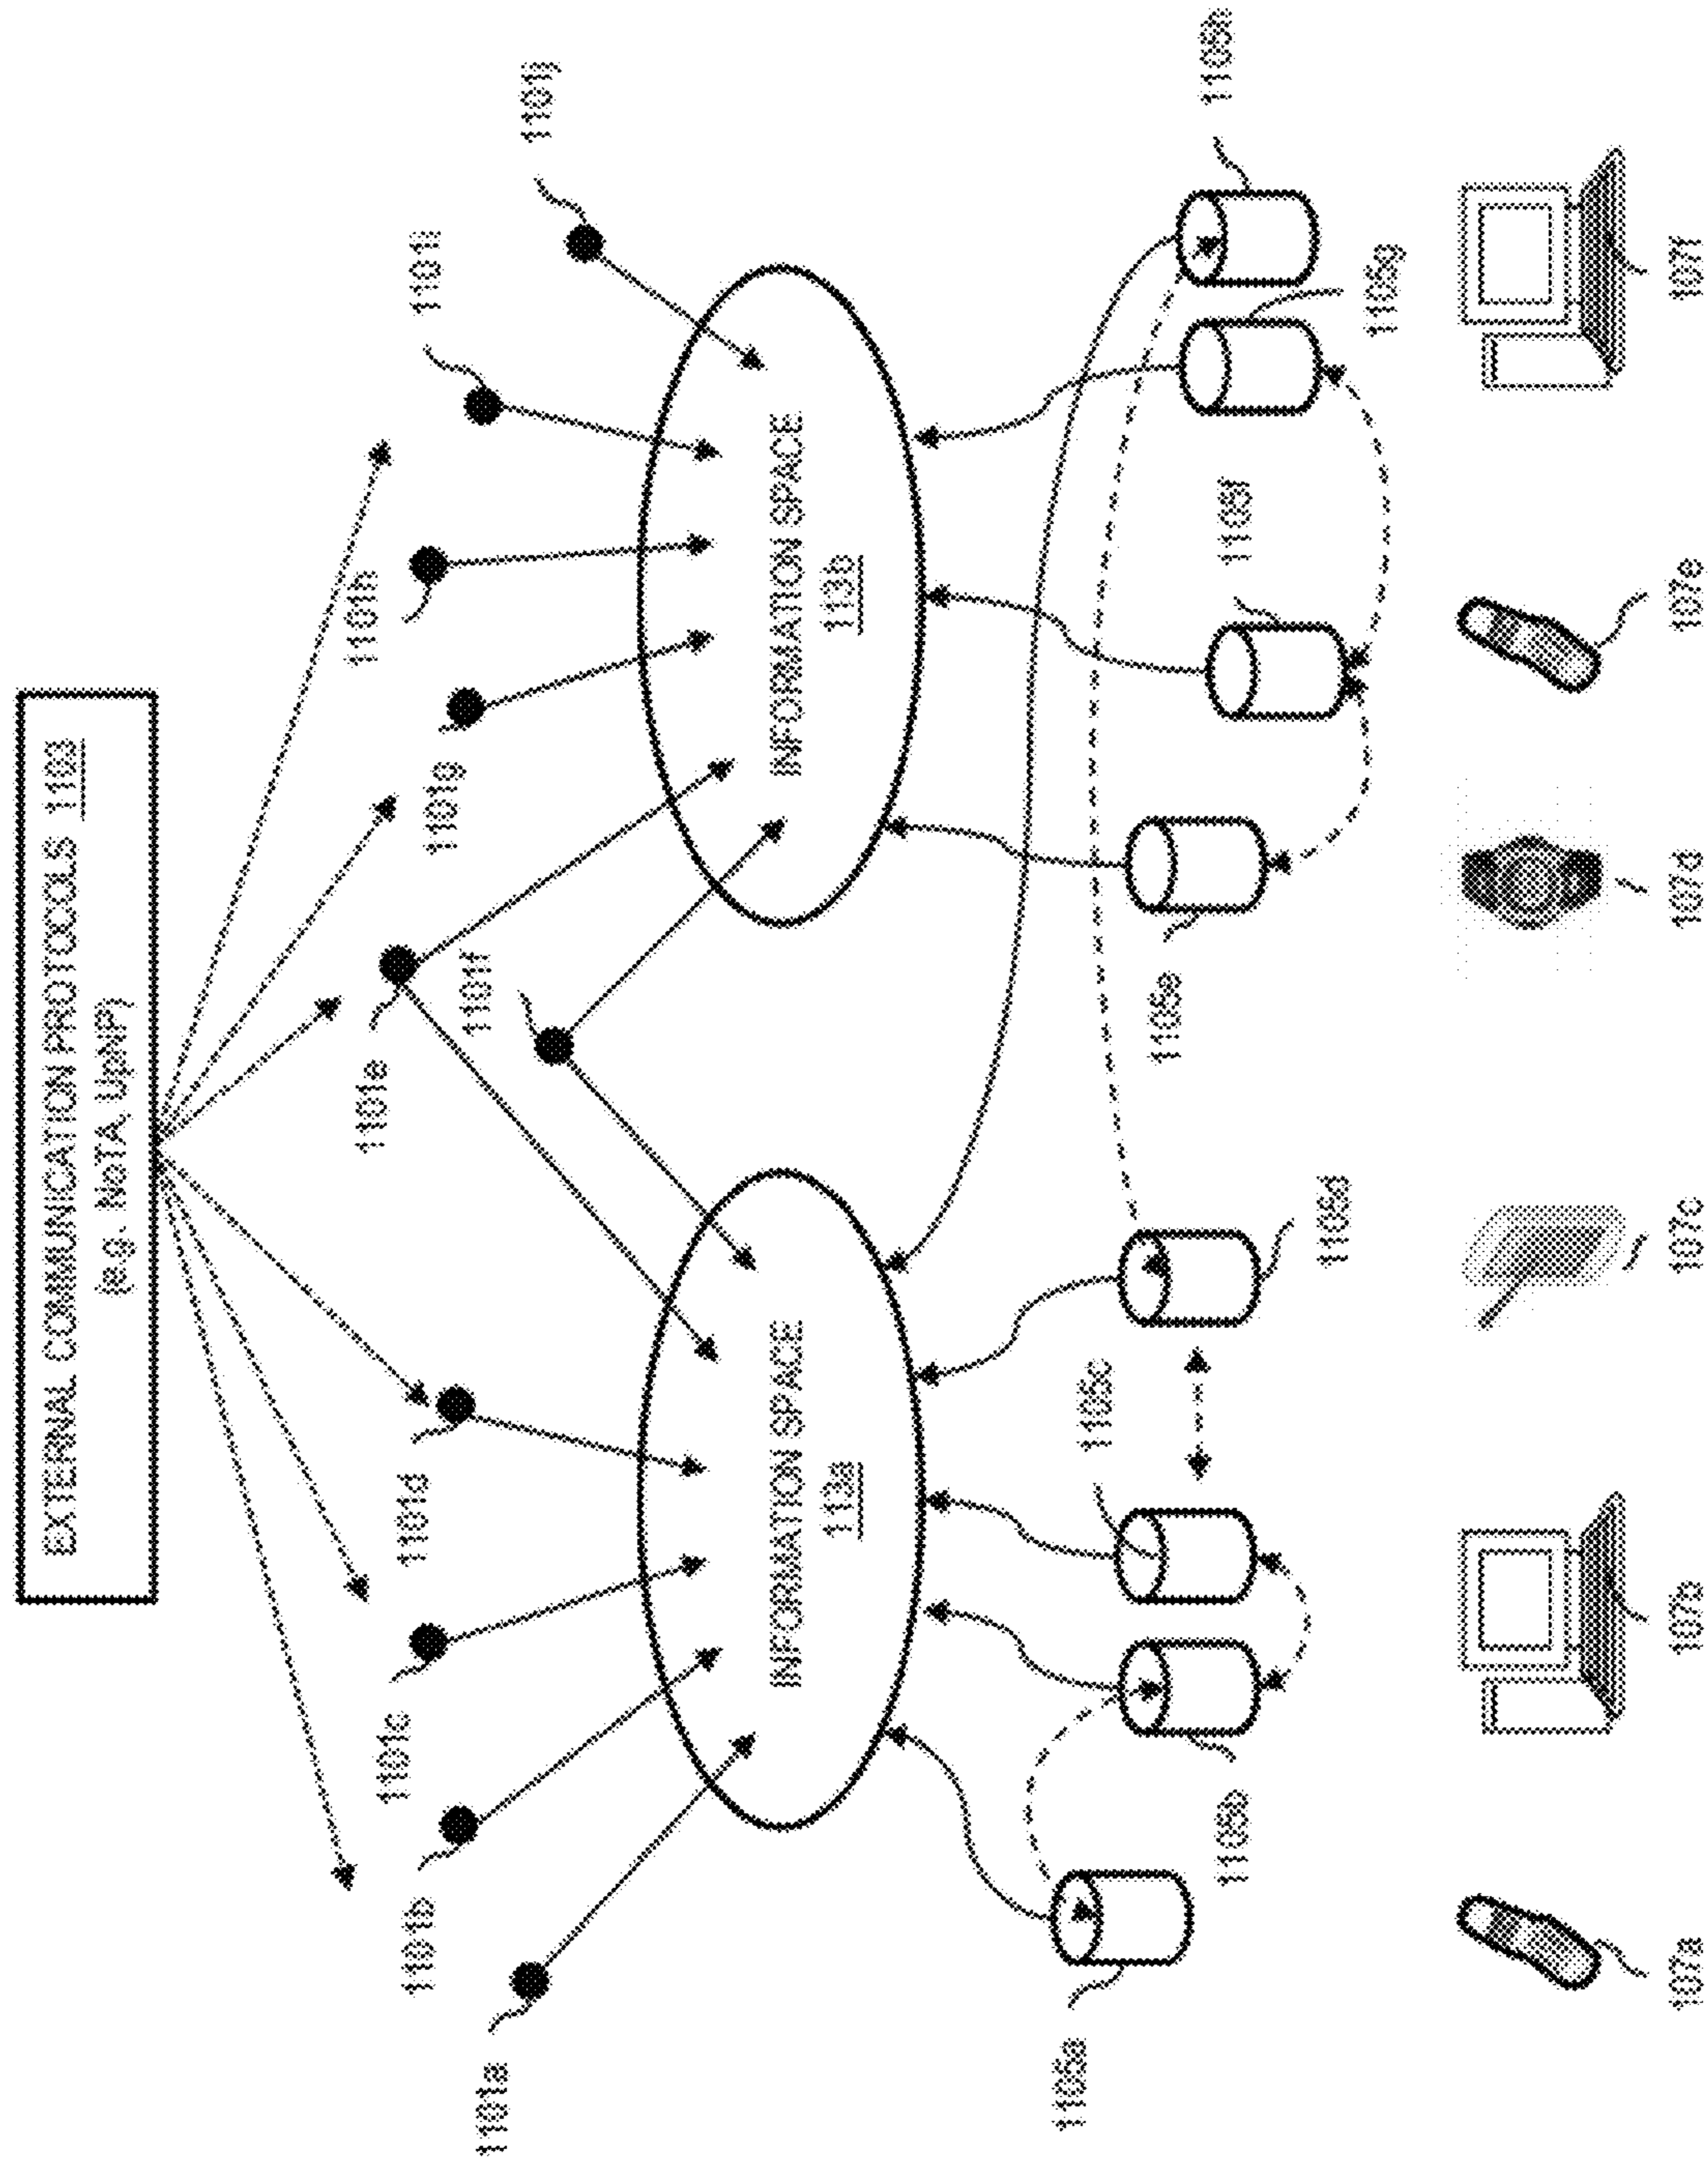 EXTERNAL COMMUNICATION PROTOCOLS 1103
(e.g. NoTA, UpNP)
1101a
1101b
1101c
1101d
1101e
1101f
1101g
1101h
1101i
1101j
INFORMATION SPACE
113a
INFORMATION SPACE
113b
1105a
1105b
1105c
1105d
1105e
1105f
1105g
1105h
107a
107b
107c
107d
107e
107f